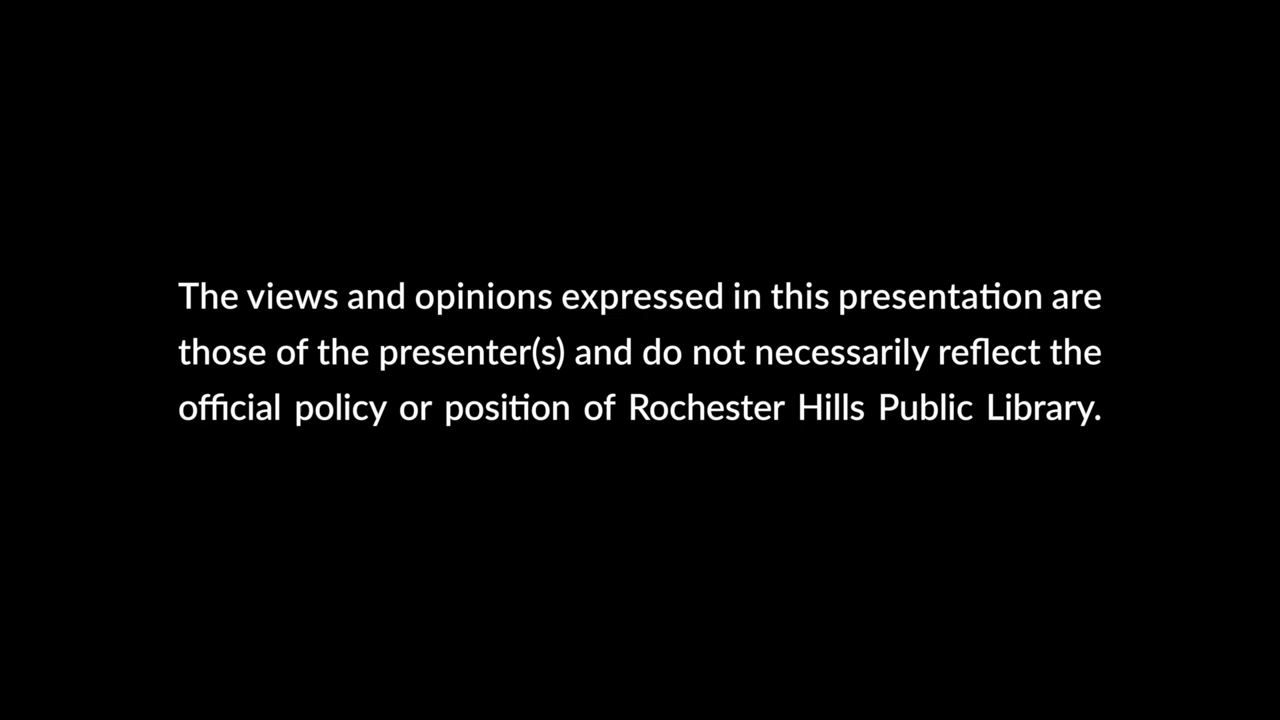 The views and opinions expressed in this presentation are
those of the presenter(s) and do not necessarily reflect the
official policy or position of Rochester Hills Public Library.